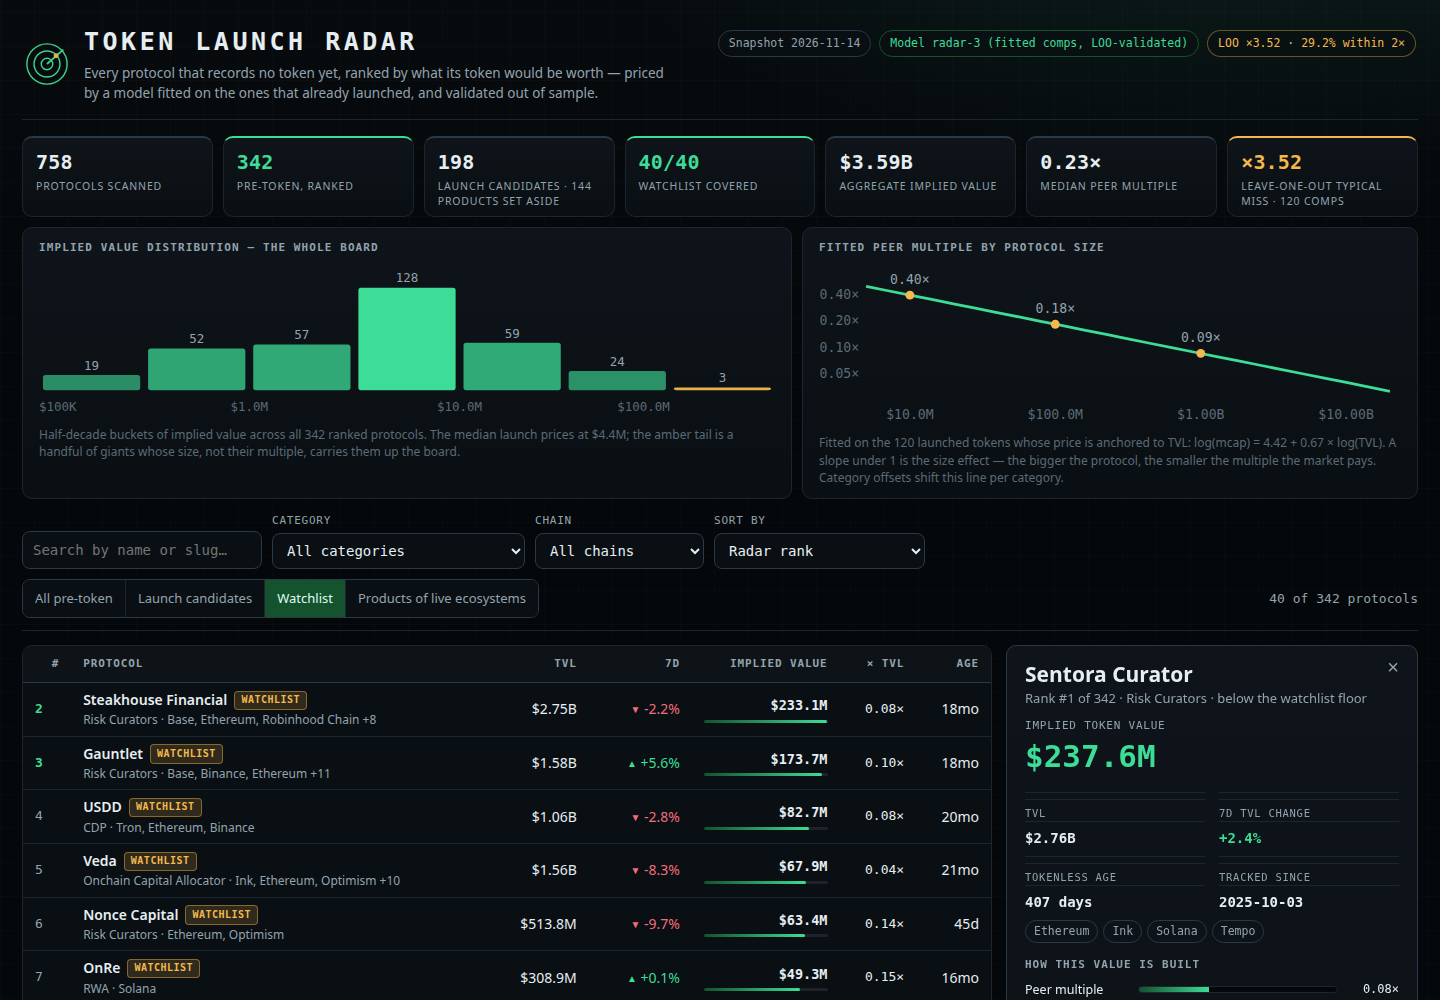 TOKEN LAUNCH RADAR
Every protocol that records no token yet, ranked by what its token would be worth — priced
by a model fitted on the ones that already launched, and validated out of sample.
Snapshot 2026-11-14
Model radar-3 (fitted comps, LOO-validated)
LOO ×3.52 · 29.2% within 2×
758
PROTOCOLS SCANNED
342
PRE-TOKEN, RANKED
198
LAUNCH CANDIDATES · 144
PRODUCTS SET ASIDE
40/40
WATCHLIST COVERED
$3.59B
AGGREGATE IMPLIED VALUE
0.23×
MEDIAN PEER MULTIPLE
×3.52
LEAVE-ONE-OUT TYPICAL
MISS · 120 COMPS
IMPLIED VALUE DISTRIBUTION — THE WHOLE BOARD
19
52
57
128
59
24
3
$100K
$1.0M
$10.0M
$100.0M
Half-decade buckets of implied value across all 342 ranked protocols. The median launch prices at $4.4M; the amber tail is a
handful of giants whose size, not their multiple, carries them up the board.
FITTED PEER MULTIPLE BY PROTOCOL SIZE
0.40×
0.20×
0.10×
0.05×
0.40×
0.18×
0.09×
$10.0M
$100.0M
$1.00B
$10.00B
Fitted on the 120 launched tokens whose price is anchored to TVL: log(mcap) = 4.42 + 0.67 × log(TVL). A
slope under 1 is the size effect — the bigger the protocol, the smaller the multiple the market pays.
Category offsets shift this line per category.
Search by name or slug…
CATEGORY
All categories
CHAIN
All chains
SORT BY
Radar rank
All pre-token
Launch candidates
Watchlist
Products of live ecosystems
40 of 342 protocols
# PROTOCOL TVL 7D IMPLIED VALUE × TVL AGE
2 Steakhouse Financial WATCHLIST $2.75B ▼ -2.2% $233.1M 0.08× 18mo
Risk Curators · Base, Ethereum, Robinhood Chain +8
3 Gauntlet WATCHLIST $1.58B ▲ +5.6% $173.7M 0.10× 18mo
Risk Curators · Base, Binance, Ethereum +11
4 USDD WATCHLIST $1.06B ▼ -2.8% $82.7M 0.08× 20mo
CDP · Tron, Ethereum, Binance
5 Veda WATCHLIST $1.56B ▼ -8.3% $67.9M 0.04× 21mo
Onchain Capital Allocator · Ink, Ethereum, Optimism +10
6 Nonce Capital WATCHLIST $513.8M ▼ -9.7% $63.4M 0.14× 45d
Risk Curators · Ethereum, Optimism
7 OnRe WATCHLIST $308.9M ▲ +0.1% $49.3M 0.15× 16mo
RWA · Solana
Sentora Curator ×
Rank #1 of 342 · Risk Curators · below the watchlist floor
IMPLIED TOKEN VALUE
$237.6M
TVL
$2.76B
7D TVL CHANGE
+2.4%
TOKENLESS AGE
407 days
TRACKED SINCE
2025-10-03
Ethereum
Ink
Solana
Tempo
HOW THIS VALUE IS BUILT
Peer multiple 0.08×